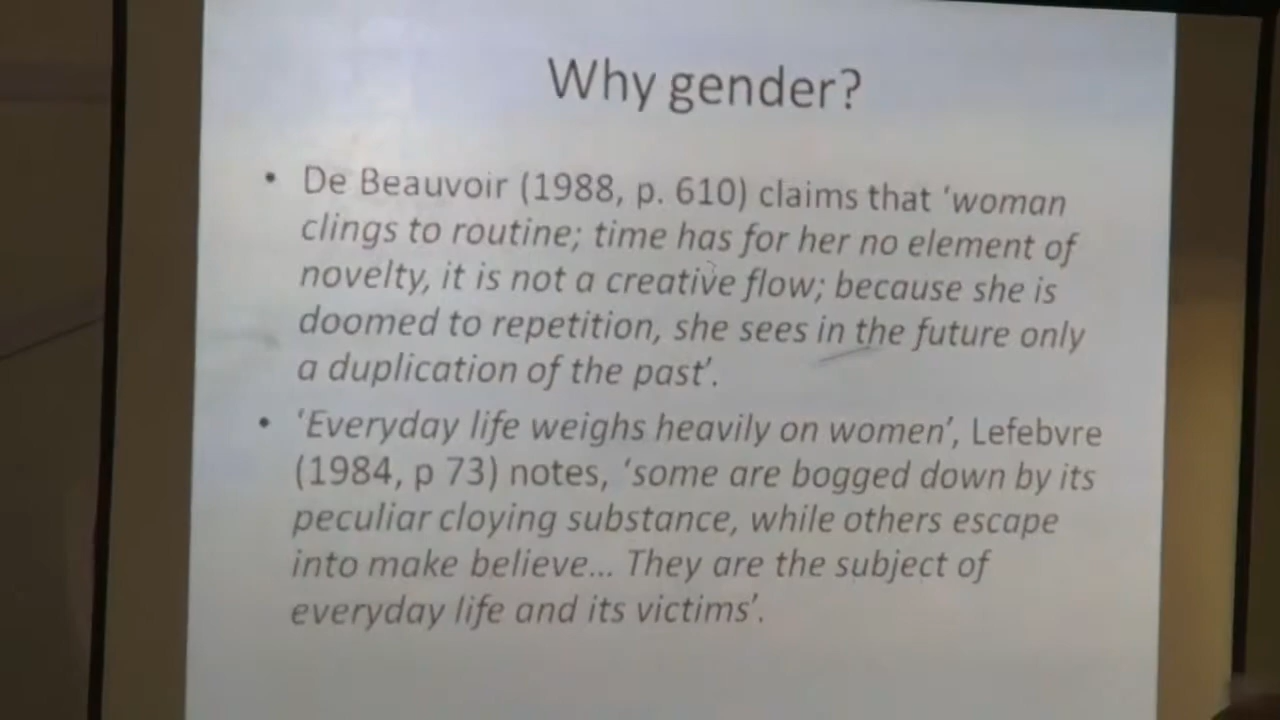 Why gender?
• De Beauvoir (1988, p. 610) claims that ‘woman
clings to routine; time has for her no element of
novelty, it is not a creative flow; because she is
doomed to repetition, she sees in the future only
a duplication of the past’.
• ‘Everyday life weighs heavily on women’, Lefebvre
(1984, p 73) notes, ‘some are bogged down by its
peculiar cloying substance, while others escape
into make believe... They are the subject of
everyday life and its victims’.